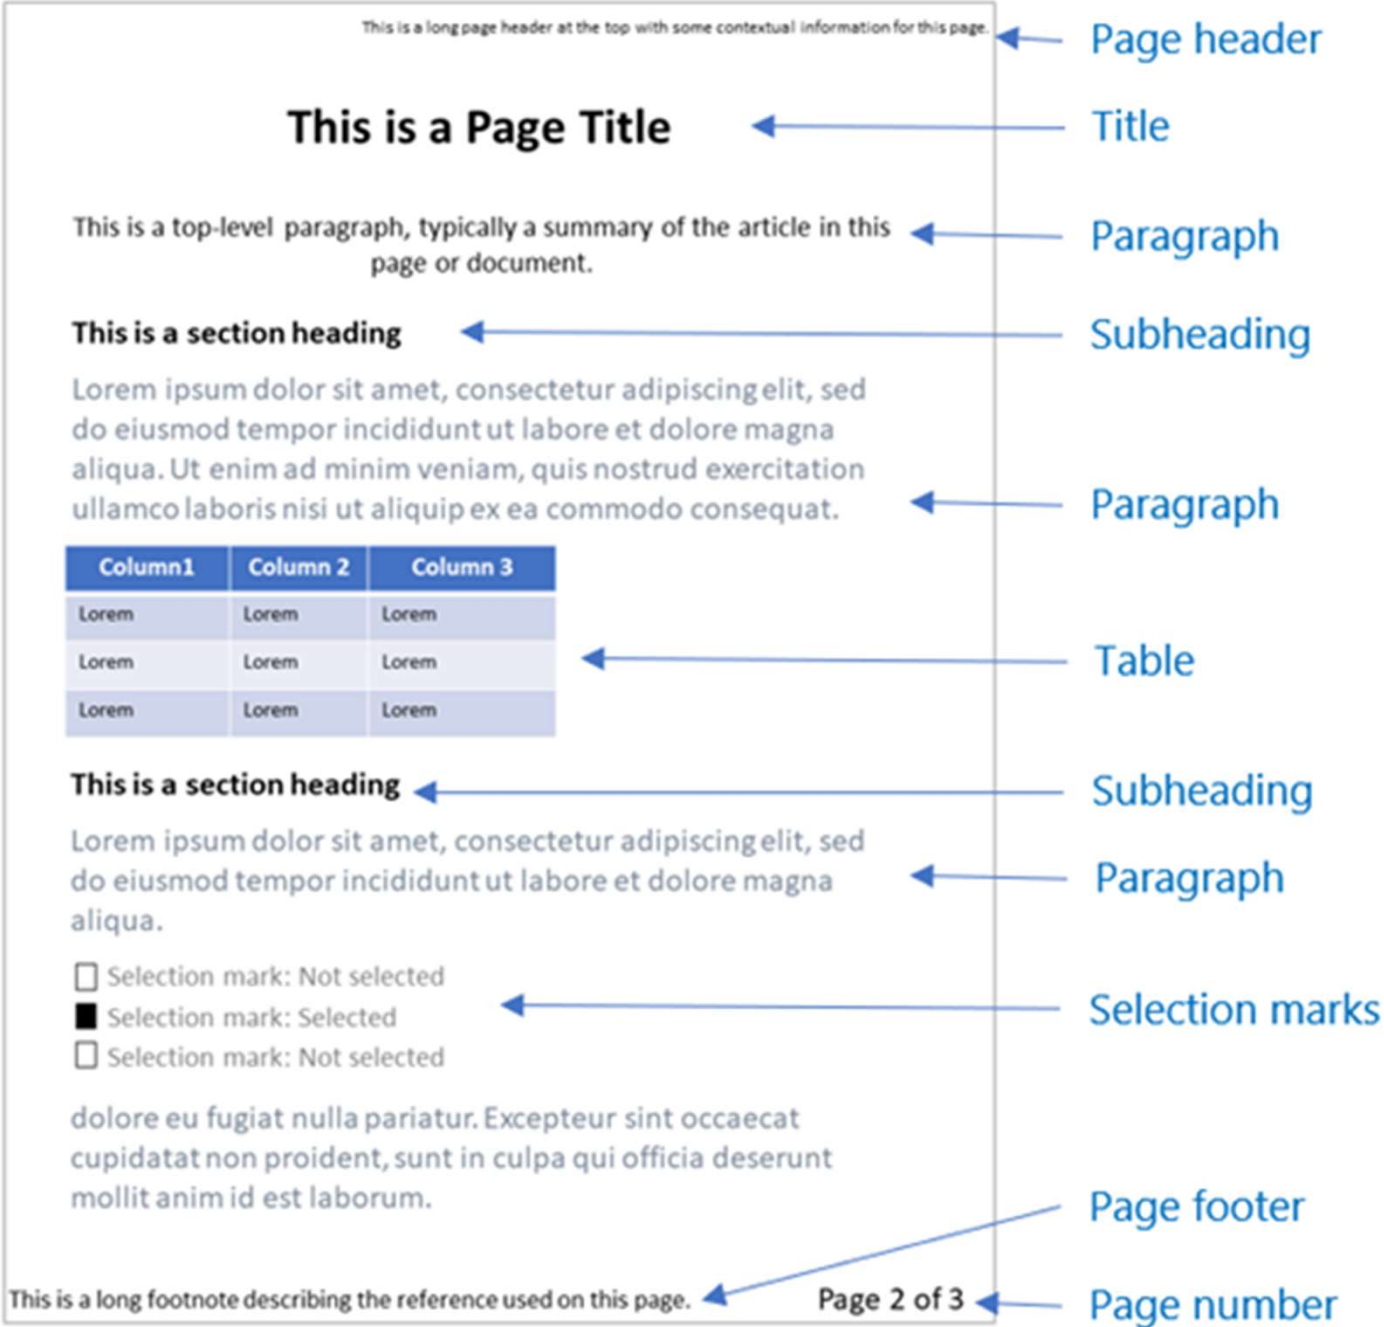 This is a long page header at the top with some contextual information for this page.
Page header
This is a Page Title
Title
This is a top-level paragraph, typically a summary of the article in this
page or document.
Paragraph
This is a section heading
Subheading
Lorem ipsum dolor sit amet, consectetur adipiscing elit, sed
do eiusmod tempor incididunt ut labore et dolore magna
aliqua. Ut enim ad minim veniam, quis nostrud exercitation
ullamco laboris nisi ut aliquip ex ea commodo consequat.
Paragraph
Column1 Column 2 Column 3
Lorem Lorem Lorem
Lorem Lorem Lorem
Lorem Lorem Lorem
Table
This is a section heading
Subheading
Lorem ipsum dolor sit amet, consectetur adipiscing elit, sed
do eiusmod tempor incididunt ut labore et dolore magna
aliqua.
Paragraph
Selection mark: Not selected
Selection mark: Selected
Selection mark: Not selected
Selection marks
dolore eu fugiat nulla pariatur. Excepteur sint occaecat
cupidatat non proident, sunt in culpa qui officia deserunt
mollit anim id est laborum.
Page footer
This is a long footnote describing the reference used on this page.
Page 2 of 3
Page number